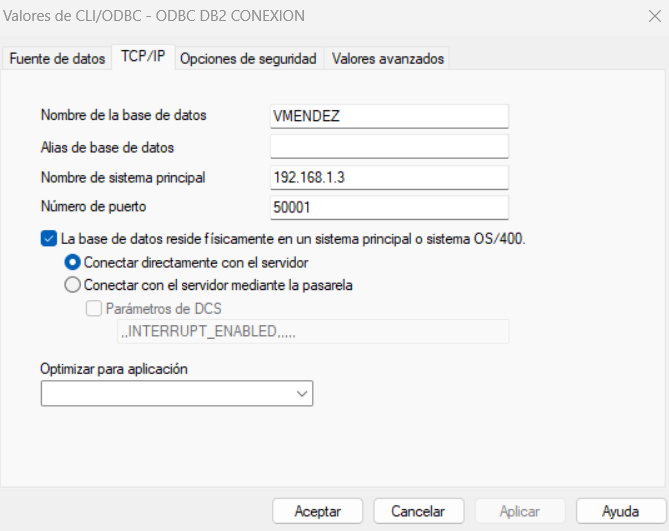 Valores de CLI/ODBC - ODBC DB2 CONEXION
Fuente de datos TCP/IP Opciones de seguridad Valores avanzados
Nombre de la base de datos VMENDEZ
Alias de base de datos
Nombre de sistema principal 192.168.1.3
Número de puerto 50001
La base de datos reside físicamente en un sistema principal o sistema OS/400.
Conectar directamente con el servidor
Conectar con el servidor mediante la pasarela
Parámetros de DCS
,,INTERRUPT_ENABLED,,,,,
Optimizar para aplicación
Aceptar Cancelar Aplicar Ayuda